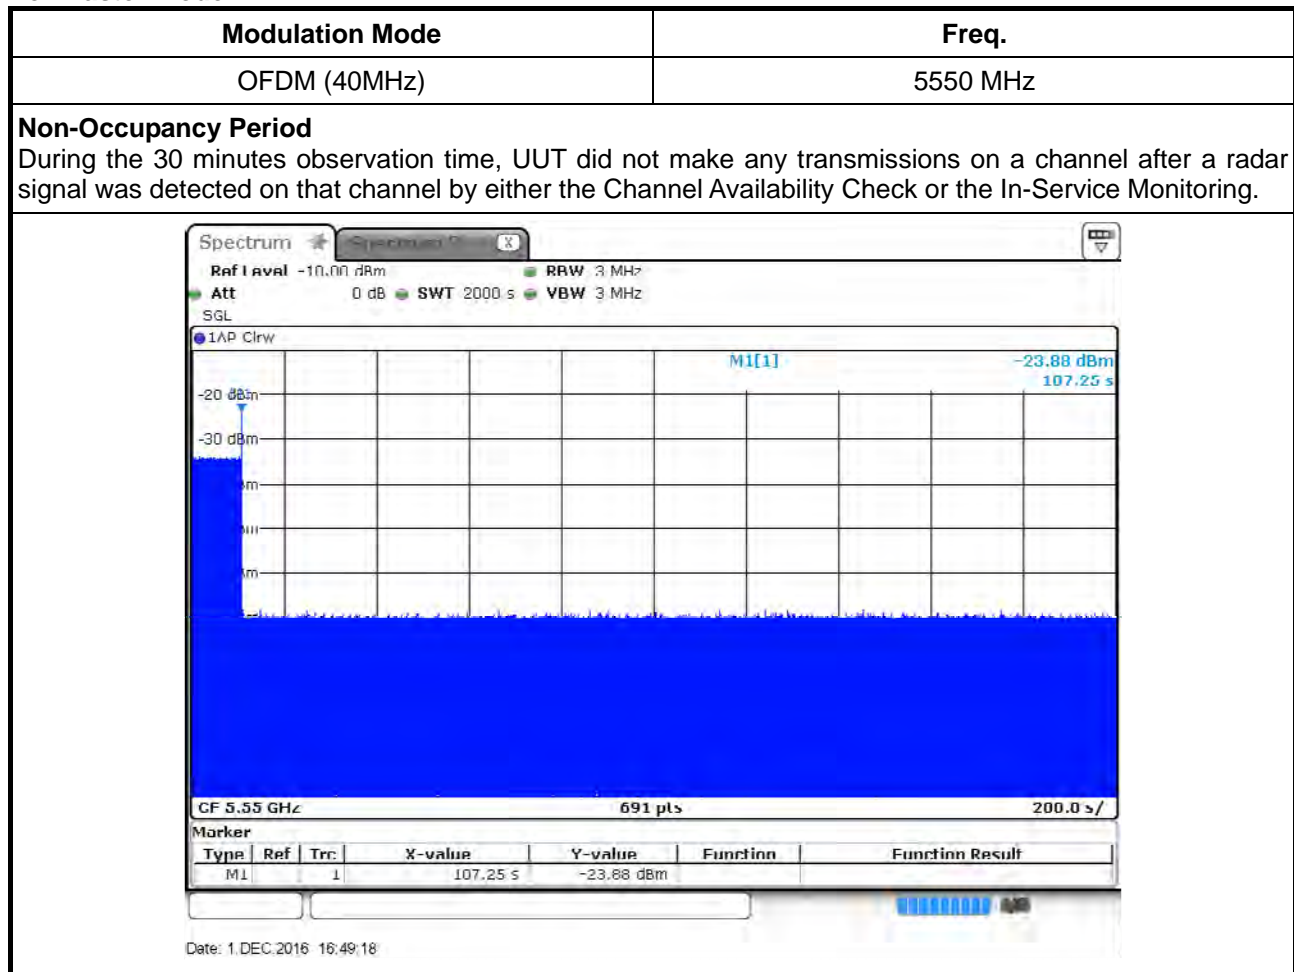 Modulation Mode Freq.
OFDM (40MHz) 5550 MHz
Non-Occupancy Period
During the 30 minutes observation time, UUT did not make any transmissions on a channel after a radar
signal was detected on that channel by either the Channel Availability Check or the In-Service Monitoring.
Spectrum X
Ref Level -10.00 dBm RBW 3 MHz
Att 0 dB SWT 2000 s VBW 3 MHz
SGL
1AP Clrw
M1[1] -23.88 dBm
107.25 s
-20 dBm
-30 dBm
CF 5.55 GHz 691 pts 200.0 s/
Marker
Type Ref Trc X-value Y-value Function Function Result
M1 1 107.25 s -23.88 dBm
Date: 1.DEC.2016 16:49:18